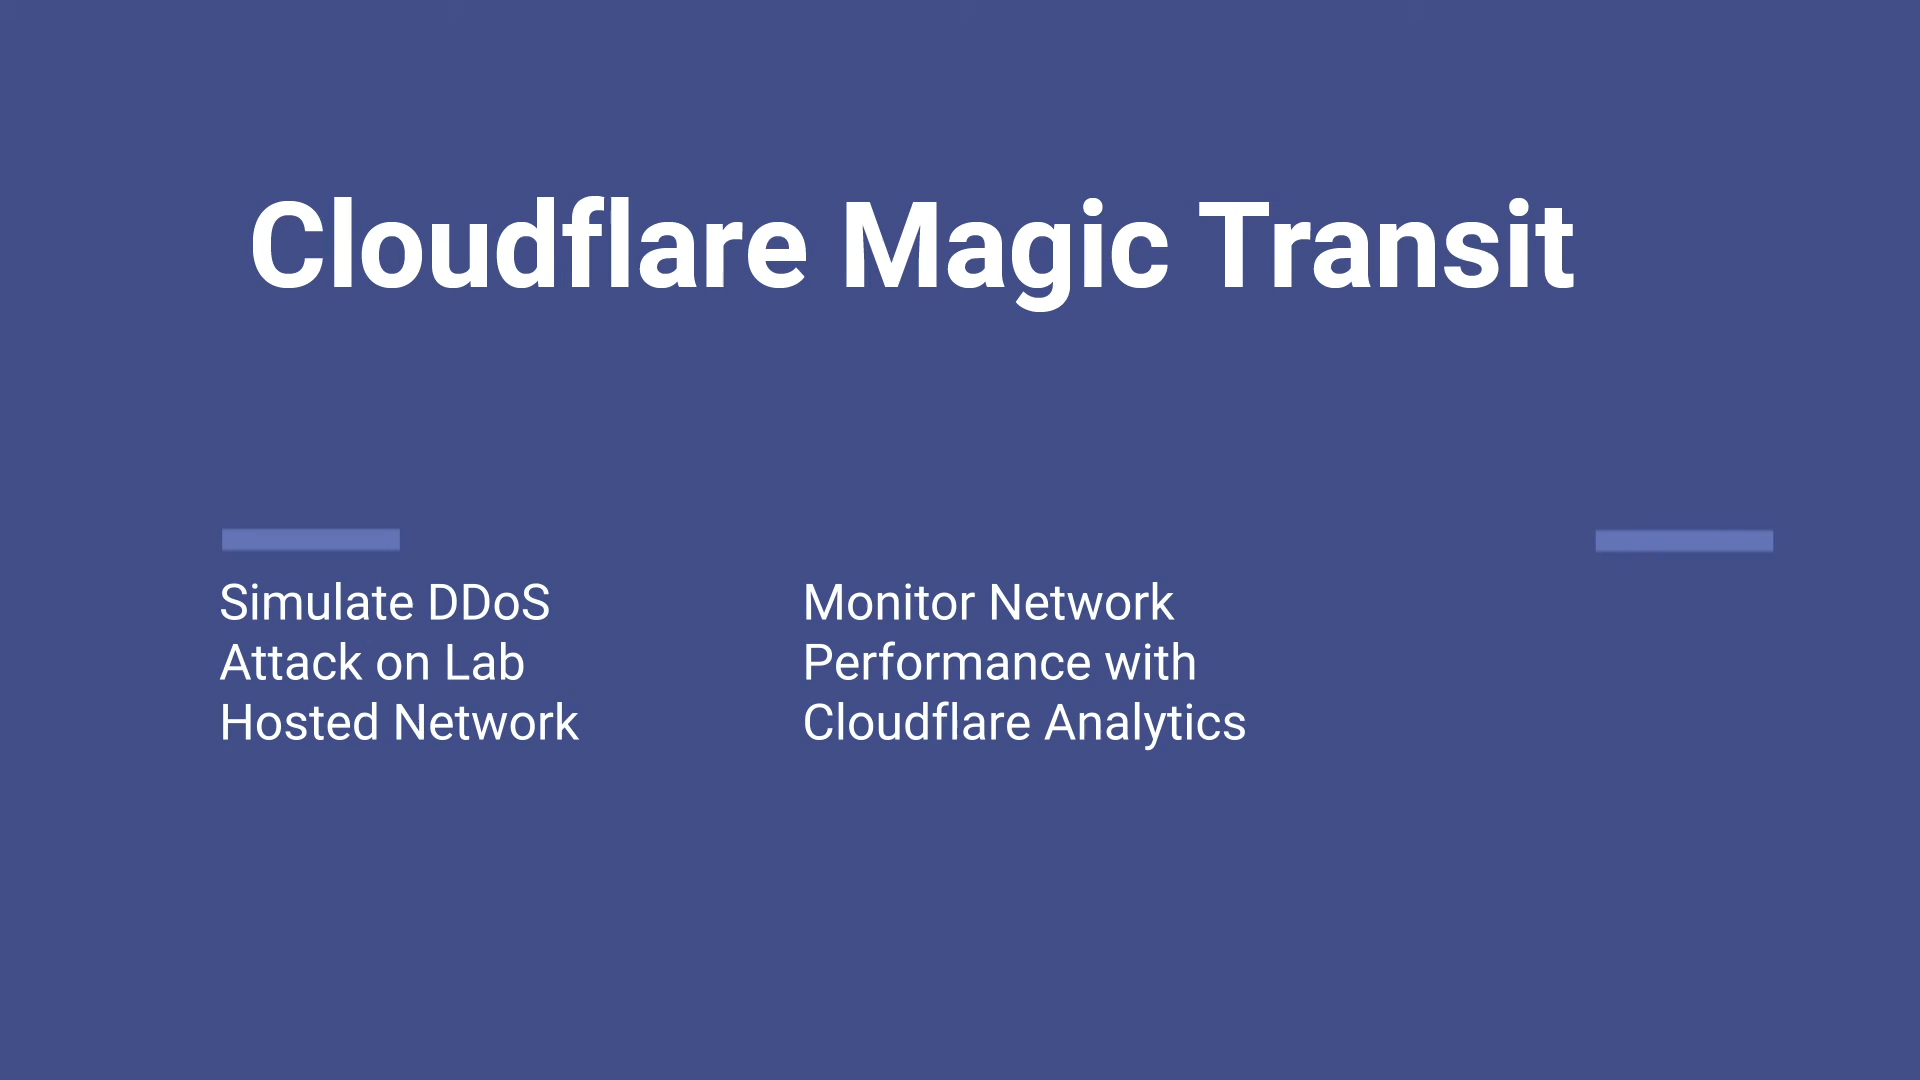 Cloudflare Magic Transit
Simulate DDoS
Attack on Lab
Hosted Network
Monitor Network
Performance with
Cloudflare Analytics